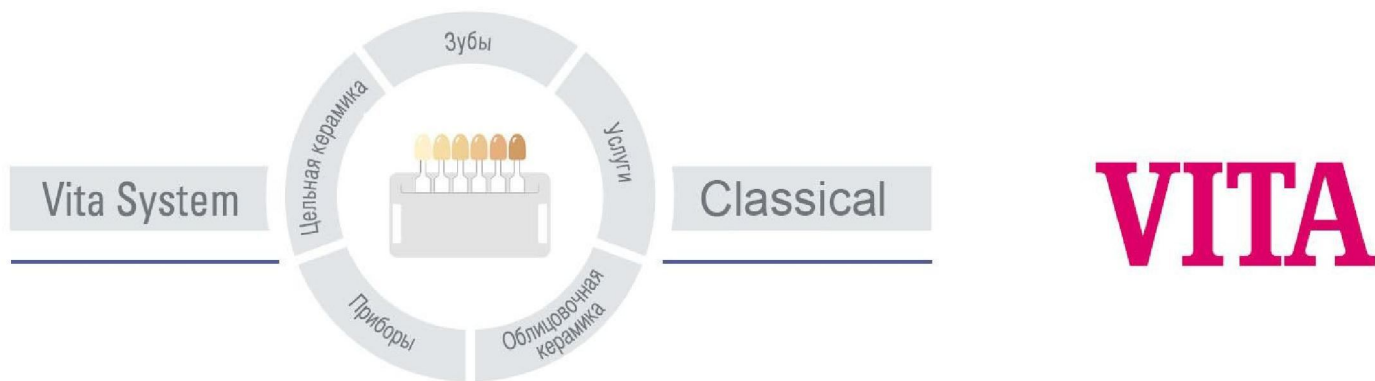 Зубы
Цельная керамика
Услуги
Vita System
Classical
VITA
Приборы
Облицовочная
керамика